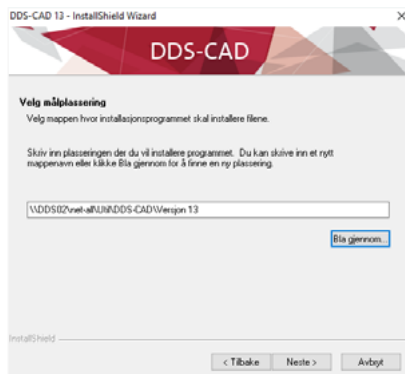 DDS-CAD 13 - InstallShield Wizard
DDS-CAD
Velg målplassering
Velg mappen hvor installasjonsprogrammet skal installere filene.
Skriv inn plasseringen der du vil installere programmet. Du kan skrive inn et nytt
mappenavn eller klikke Bla gjennom for å finne en ny plassering.
\\DDS02\net-all\Util\DDS-CAD\Versjon 13
Bla gjennom...
InstallShield
< Tilbake
Neste >
Avbryt